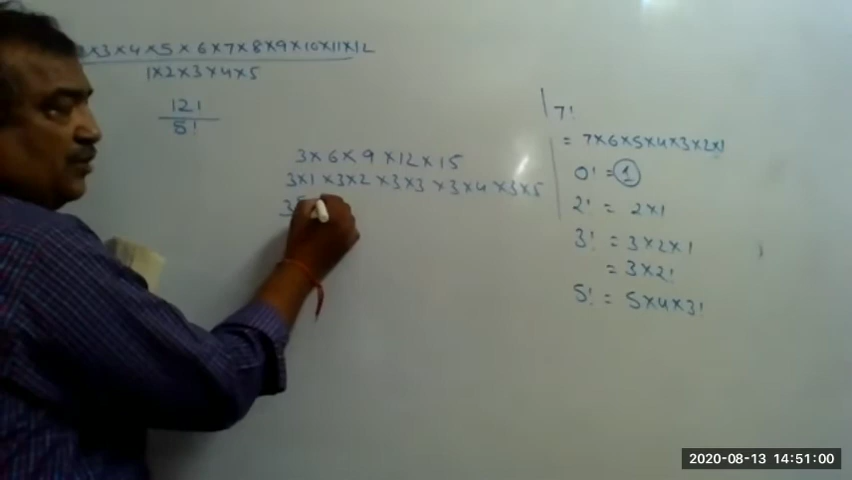 ×3×4×5×6×7×8×9×10×11×12
1×2×3×4×5
12!
5!
3×6×9×12×15
3×1×3×2×3×3×3×4×3×5
3⁵
7!
= 7×6×5×4×3×2×1
0! = 1
2! = 2×1
3! = 3×2×1
= 3×2!
5! = 5×4×3!
2020-08-13 14:51:00